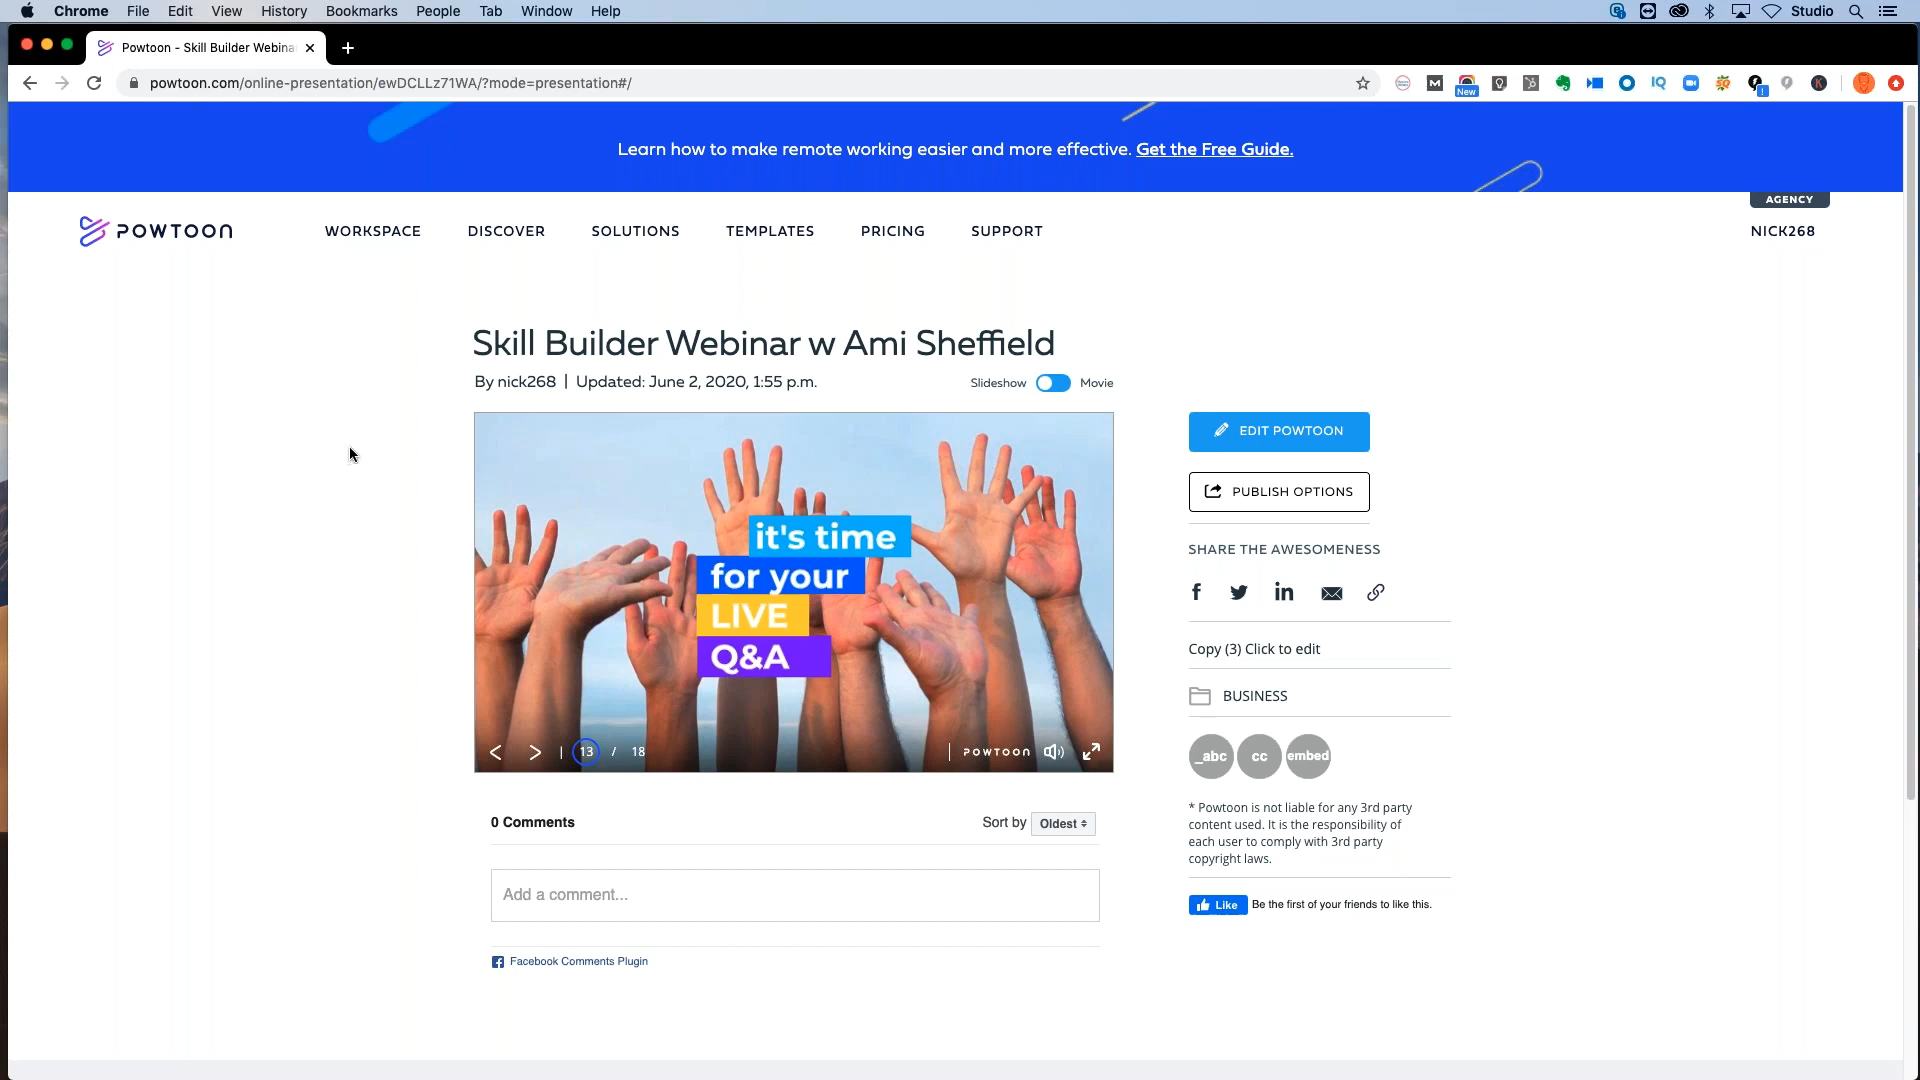 Chrome File Edit View History Bookmarks People Tab Window Help Studio
Powtoon - Skill Builder Webina
powtoon.com/online-presentation/ewDCLLz71WA/?mode=presentation#/
New
Learn how to make remote working easier and more effective. Get the Free Guide.
AGENCY
POWTOON WORKSPACE DISCOVER SOLUTIONS TEMPLATES PRICING SUPPORT NICK268
Skill Builder Webinar w Ami Sheffield
By nick268 | Updated: June 2, 2020, 1:55 p.m. Slideshow Movie
it's time
for your
LIVE
Q&A
13 / 18 POWTOON
EDIT POWTOON
PUBLISH OPTIONS
SHARE THE AWESOMENESS
Copy (3) Click to edit
BUSINESS
_abc cc embed
* Powtoon is not liable for any 3rd party
content used. It is the responsibility of
each user to comply with 3rd party
copyright laws.
Like Be the first of your friends to like this.
0 Comments Sort by Oldest
Add a comment...
Facebook Comments Plugin